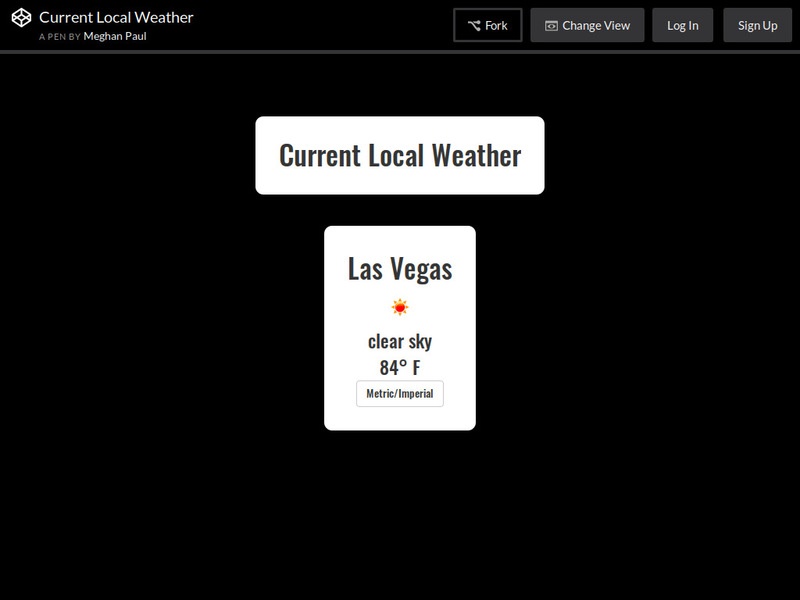 Current Local Weather
A PEN BY Meghan Paul
Fork
Change View
Log In
Sign Up
Current Local Weather
Las Vegas
clear sky
84° F
Metric/Imperial